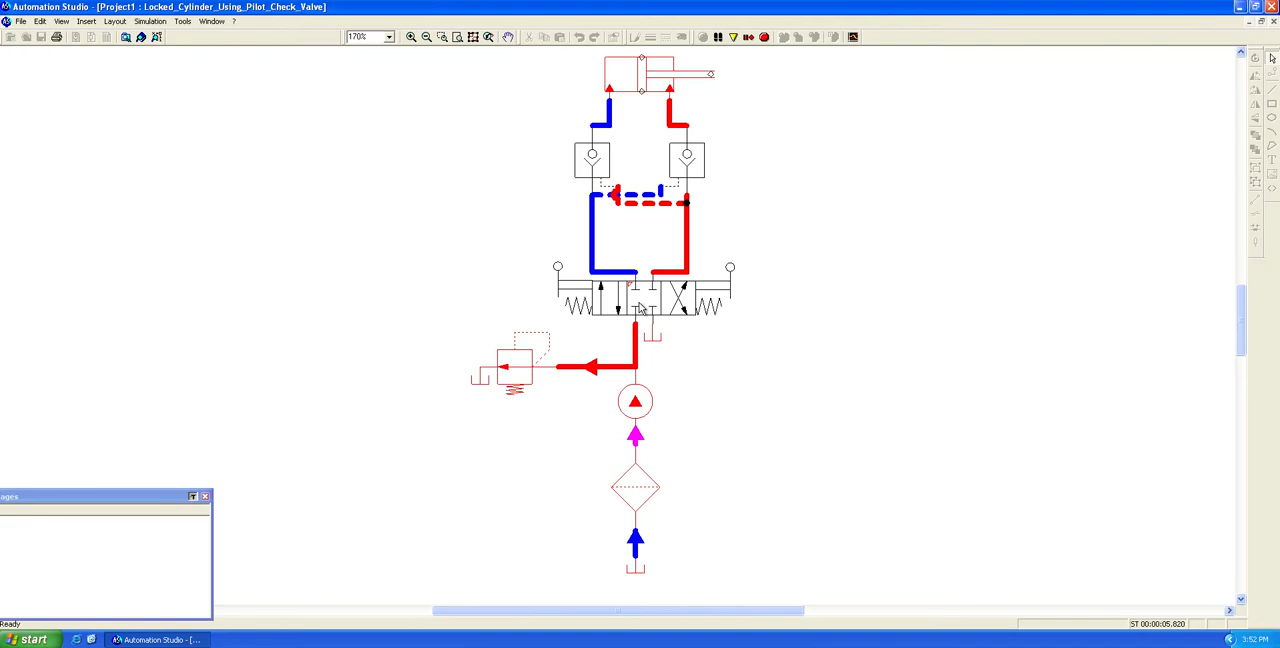 Automation Studio - [Project1 : Locked_Cylinder_Using_Pilot_Check_Valve]
File Edit View Insert Layout Simulation Tools Window ?
170%
T
ages
Ready
ST 00:00:05.820
start
Automation Studio - [...
3:52 PM